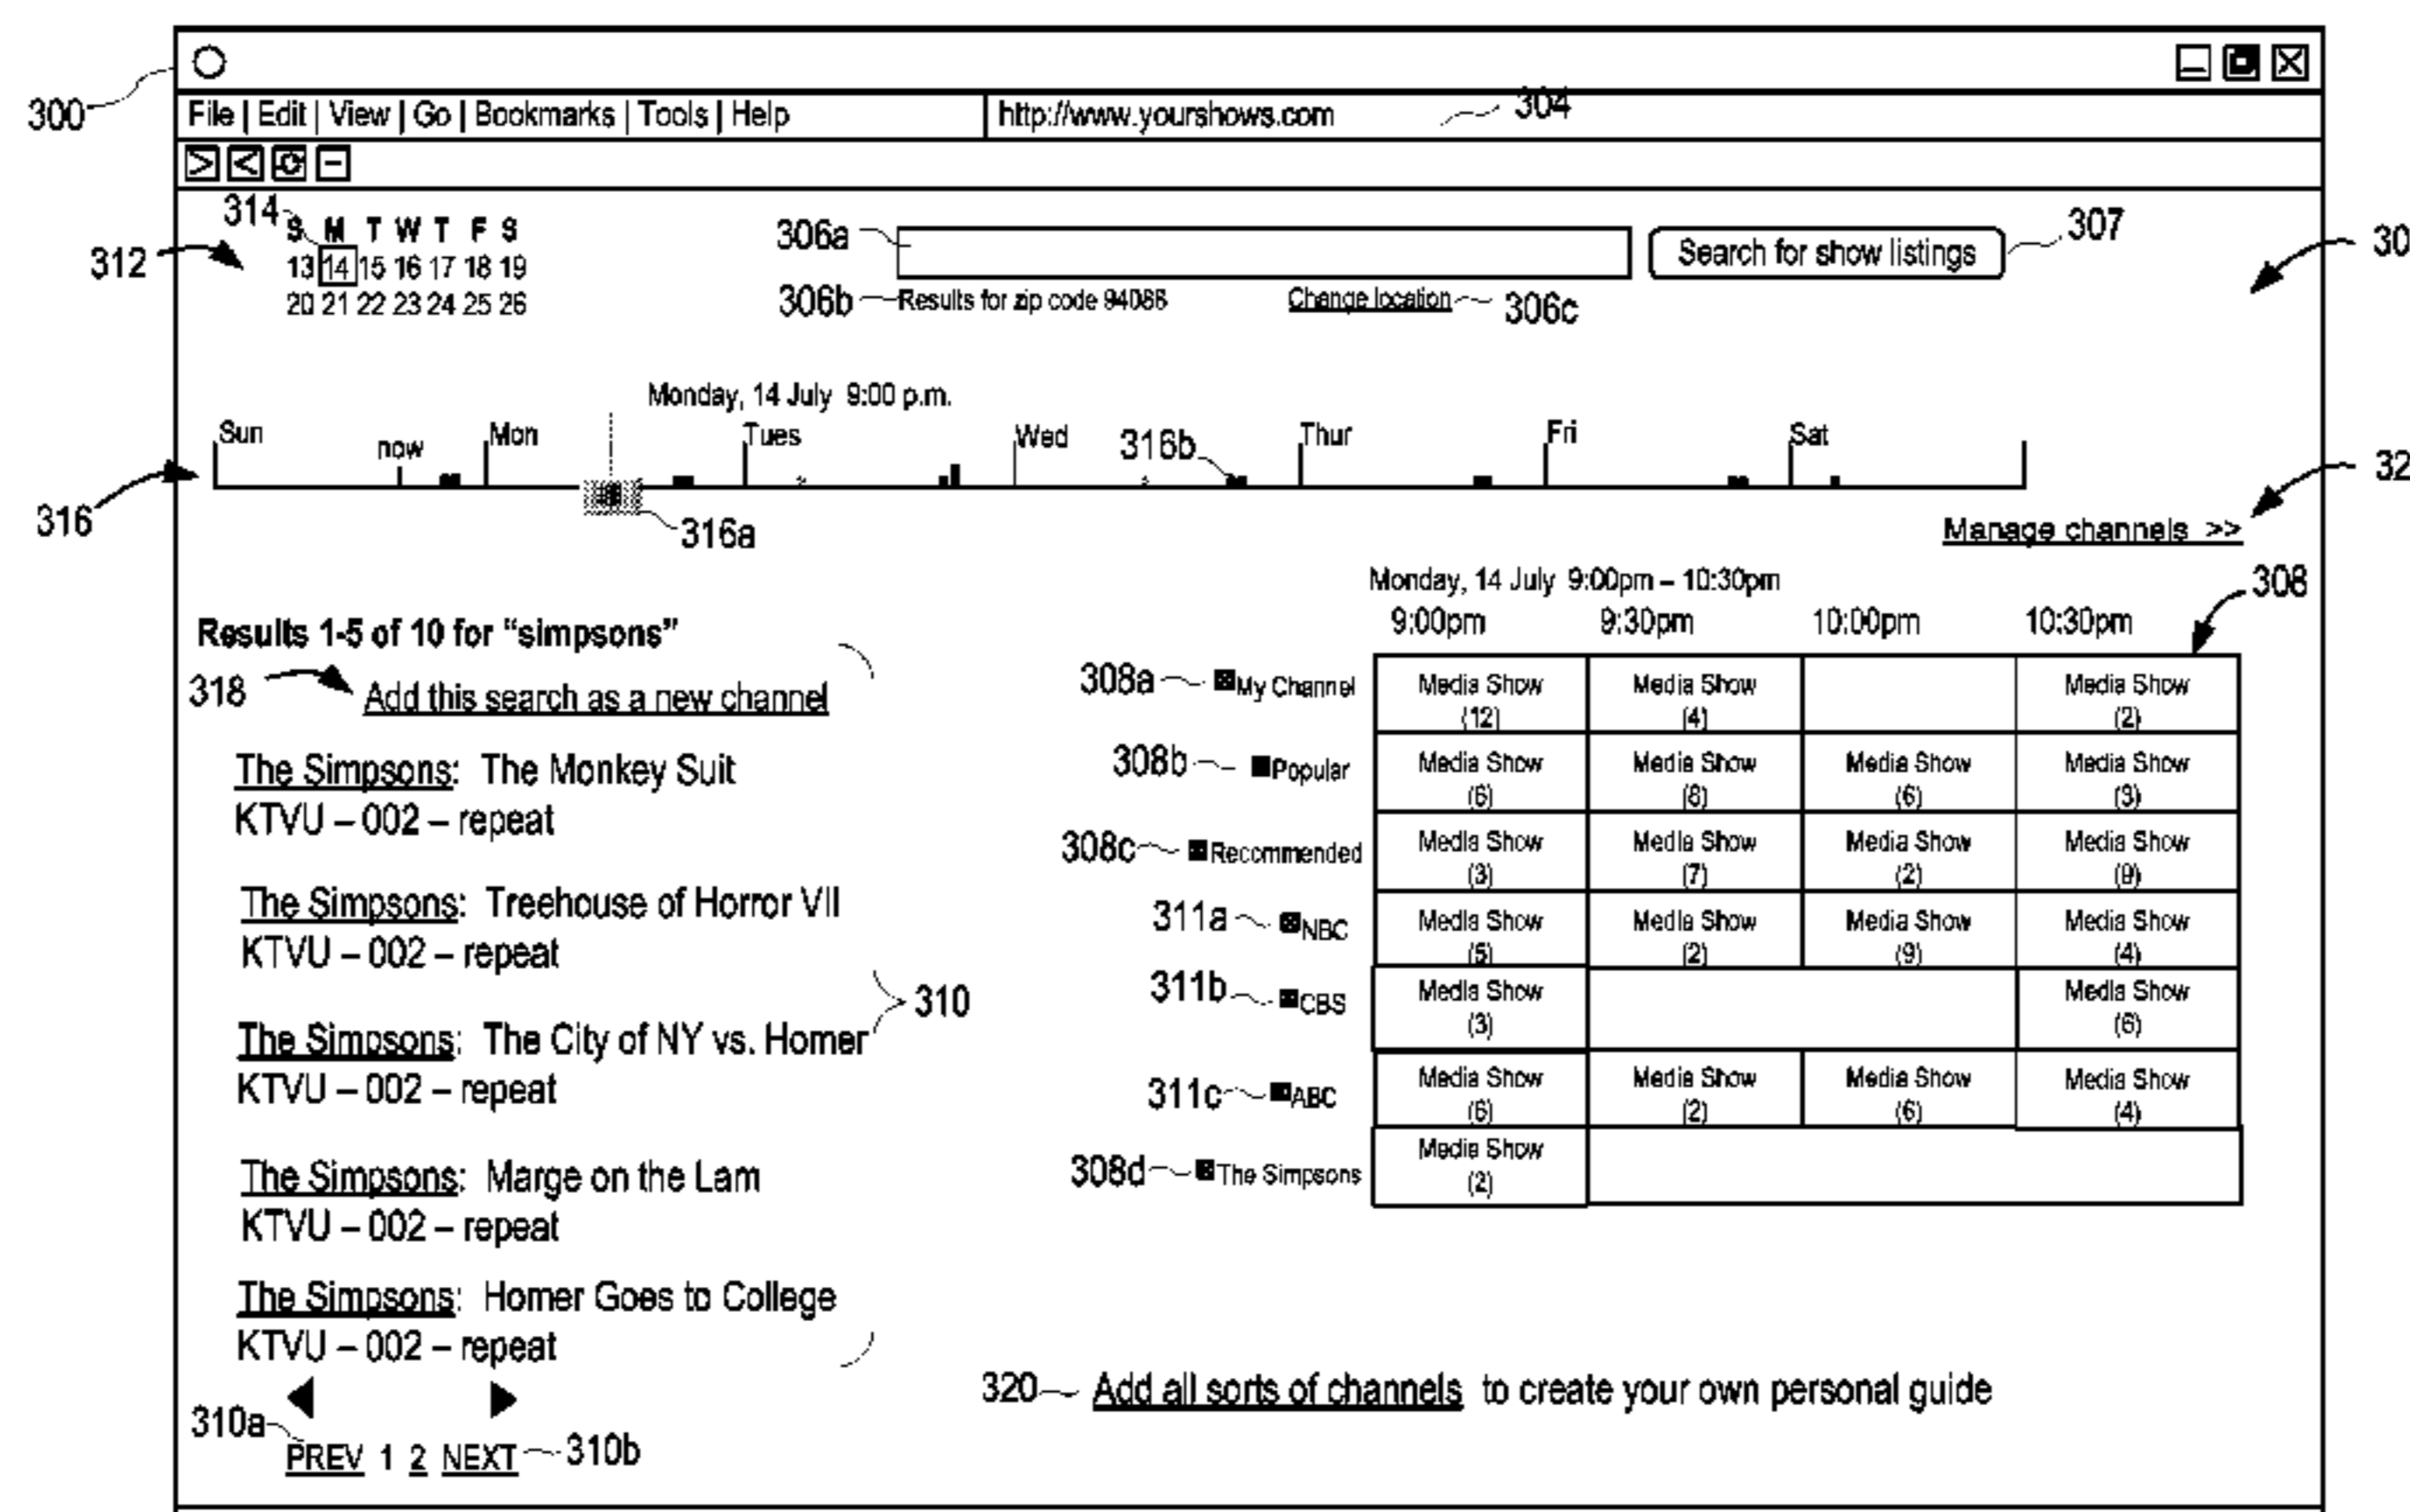 300
File | Edit | View | Go | Bookmarks | Tools | Help
http://www.yourshows.com
304
314
S M T W T F S
312
13 14 15 16 17 18 19
20 21 22 23 24 25 26
306a
Search for show listings
307
30
306b
Results for zip code 94086
Change location
306c
Monday, 14 July 9:00 p.m.
Sun
now
Mon
Tues
Wed
316b
Thur
Fri
Sat
316
316a
32
Manage channels >>
Monday, 14 July 9:00pm – 10:30pm
308
9:00pm 9:30pm 10:00pm 10:30pm
Results 1-5 of 10 for “simpsons”
318
Add this search as a new channel
The Simpsons: The Monkey Suit
KTVU – 002 – repeat
The Simpsons: Treehouse of Horror VII
KTVU – 002 – repeat
310
The Simpsons: The City of NY vs. Homer
KTVU – 002 – repeat
The Simpsons: Marge on the Lam
KTVU – 002 – repeat
The Simpsons: Homer Goes to College
KTVU – 002 – repeat
310a
PREV 1 2 NEXT
310b
308a My Channel
Media Show Media Show Media Show
(12) (4) (2)
308b Popular
Media Show Media Show Media Show Media Show
(6) (8) (6) (3)
308c Recommended
Media Show Media Show Media Show Media Show
(3) (7) (2) (9)
311a NBC
Media Show Media Show Media Show Media Show
(5) (2) (9) (4)
311b CBS
Media Show Media Show
(3) (6)
311c ABC
Media Show Media Show Media Show Media Show
(6) (2) (6) (4)
308d The Simpsons
Media Show
(2)
320 Add all sorts of channels to create your own personal guide